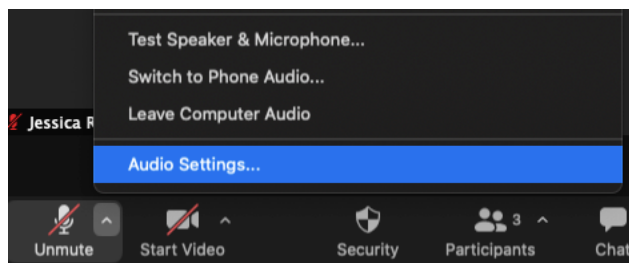 Test Speaker & Microphone...
Switch to Phone Audio...
Leave Computer Audio
Jessica R
Audio Settings...
3
Unmute
Start Video
Security
Participants
Chat